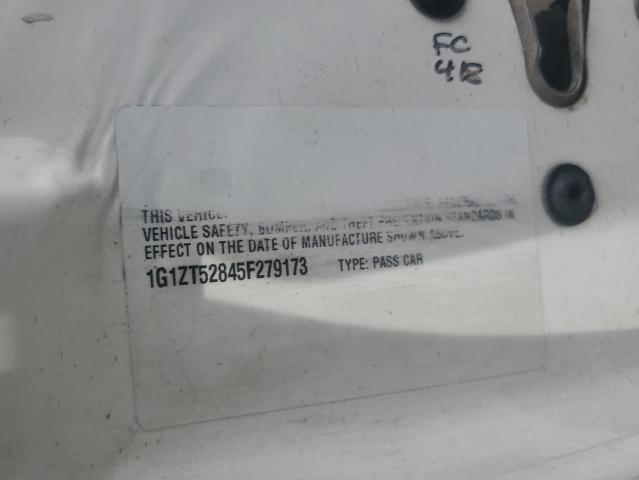 FC
418
THIS VEHICLE
VEHICLE SAFETY, BUMPER, AND THEFT PREVENTION STANDARDS IN
EFFECT ON THE DATE OF MANUFACTURE SHOWN ABOVE.
1G1ZT52845F279173 TYPE: PASS CAR